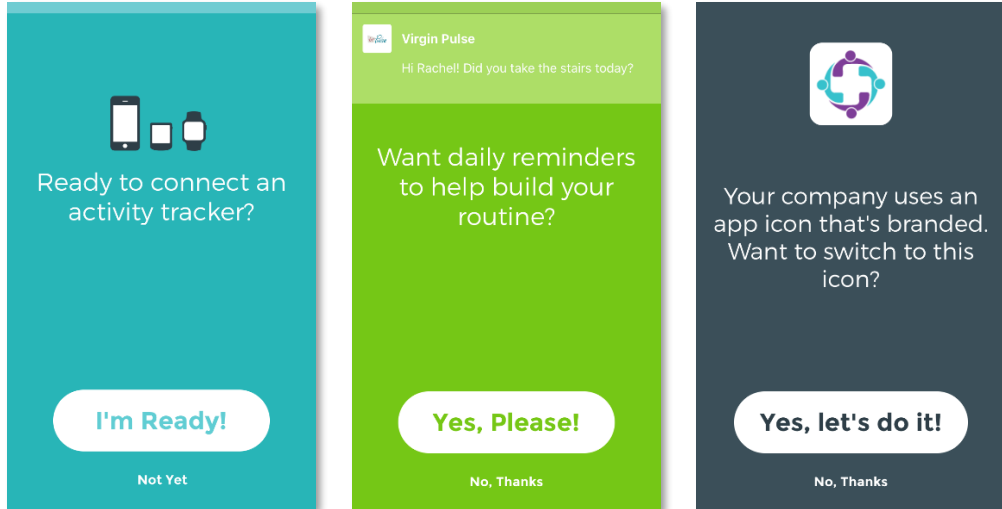 Ready to connect an
activity tracker?
I'm Ready!
Not Yet
Virgin Pulse
Hi Rachel! Did you take the stairs today?
Want daily reminders
to help build your
routine?
Yes, Please!
No, Thanks
Your company uses an
app icon that's branded.
Want to switch to this
icon?
Yes, let's do it!
No, Thanks